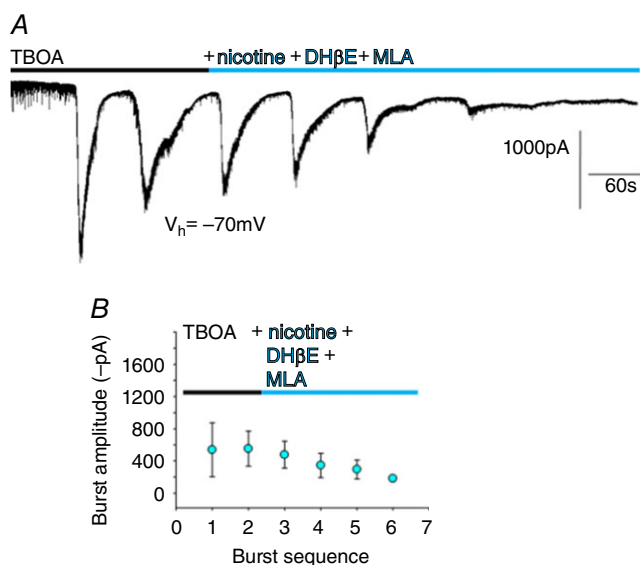 A
TBOA +nicotine +DHβE+ MLA
1000pA
60s
Vh= –70mV
B
TBOA + nicotine +
DHβE +
MLA
Burst amplitude (–pA)
1600
1200
800
400
0
0 1 2 3 4 5 6 7
Burst sequence